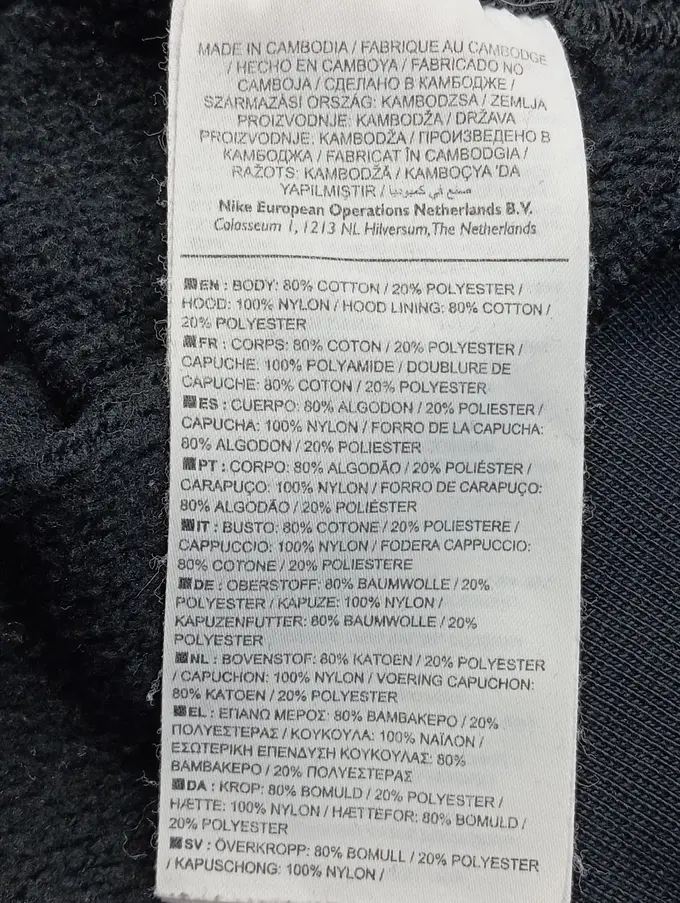 MADE IN CAMBODIA / FABRIQUE AU CAMBODGE
/ HECHO EN CAMBOYA / FABRICADO NO
CAMBOJA / СДЕЛАНО В КАМБОДЖЕ /
SZÁRMAZÁSI ORSZÁG: KAMBODZSA / ZEMLJA
PROIZVODNJE: KAMBODŽA / DRŽAVA
PROIZVODNJE: KAMBODŽA / ПРОИЗВЕДЕНО В
КАМБОДЖА / FABRICAT ÎN CAMBODGIA /
RAŽOTS: KAMBODŽĀ / KAMBOÇYA 'DA
YAPILMIŞTIR / صنع في كمبوديا
Nike European Operations Netherlands B.V.
Colosseum 1, 1213 NL Hilversum, The Netherlands
EN : BODY: 80% COTTON / 20% POLYESTER /
HOOD: 100% NYLON / HOOD LINING: 80% COTTON /
20% POLYESTER
FR : CORPS: 80% COTON / 20% POLYESTER /
CAPUCHE: 100% POLYAMIDE / DOUBLURE DE
CAPUCHE: 80% COTON / 20% POLYESTER
ES : CUERPO: 80% ALGODON / 20% POLIESTER /
CAPUCHA: 100% NYLON / FORRO DE LA CAPUCHA:
80% ALGODON / 20% POLIESTER
PT : CORPO: 80% ALGODÃO / 20% POLIÉSTER /
CARAPUÇO: 100% NYLON / FORRO DE CARAPUÇO:
80% ALGODÃO / 20% POLIÉSTER
IT : BUSTO: 80% COTONE / 20% POLIESTERE /
CAPPUCCIO: 100% NYLON / FODERA CAPPUCCIO:
80% COTONE / 20% POLIESTERE
DE : OBERSTOFF: 80% BAUMWOLLE / 20%
POLYESTER / KAPUZE: 100% NYLON /
KAPUZENFUTTER: 80% BAUMWOLLE / 20%
POLYESTER
NL : BOVENSTOF: 80% KATOEN / 20% POLYESTER
/ CAPUCHON: 100% NYLON / VOERING CAPUCHON:
80% KATOEN / 20% POLYESTER
EL : ΕΠΑΝΩ ΜΕΡΟΣ: 80% ΒΑΜΒΑΚΕΡΟ / 20%
ΠΟΛΥΕΣΤΕΡΑΣ / ΚΟΥΚΟΥΛΑ: 100% ΝΑΪΛΟΝ /
ΕΣΩΤΕΡΙΚΗ ΕΠΕΝΔΥΣΗ ΚΟΥΚΟΥΛΑΣ: 80%
ΒΑΜΒΑΚΕΡΟ / 20% ΠΟΛΥΕΣΤΕΡΑΣ
DA : KROP: 80% BOMULD / 20% POLYESTER /
HÆTTE: 100% NYLON / HÆTTEFOR: 80% BOMULD /
20% POLYESTER
SV : ÖVERKROPP: 80% BOMULL / 20% POLYESTER
/ KAPUSCHONG: 100% NYLON /